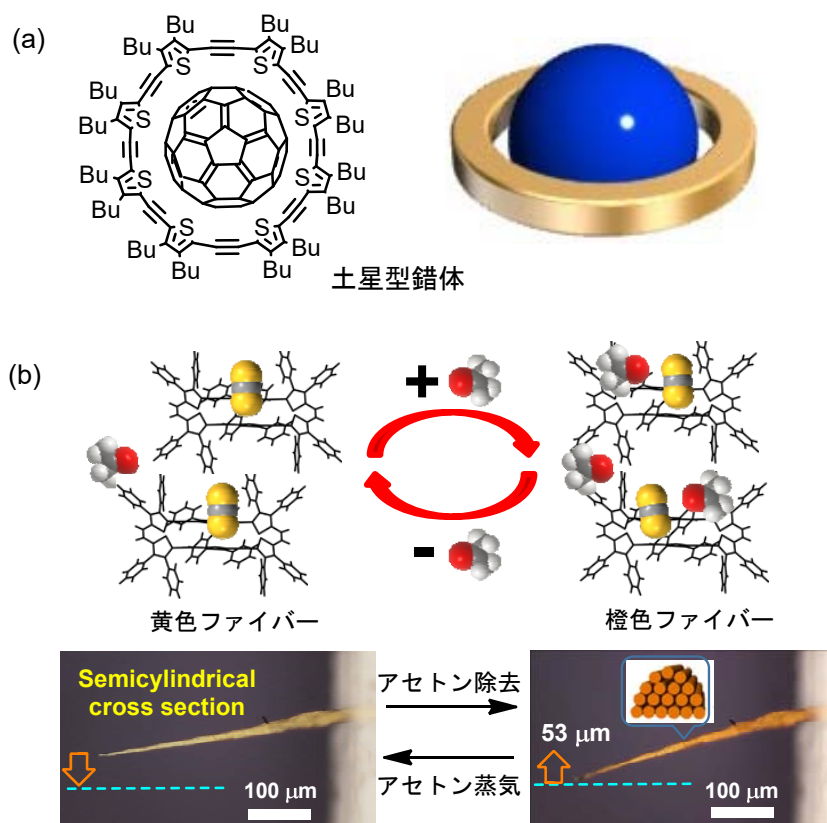 (a)
Bu Bu
Bu Bu
S S
Bu Bu
S S
Bu Bu
Bu Bu
S S
Bu Bu
S S
Bu Bu
Bu Bu
土星型錯体
(b)
+
-
黄色ファイバー
橙色ファイバー
Semicylindrical
cross section
100 μm
アセトン除去
アセトン蒸気
53 μm
100 μm